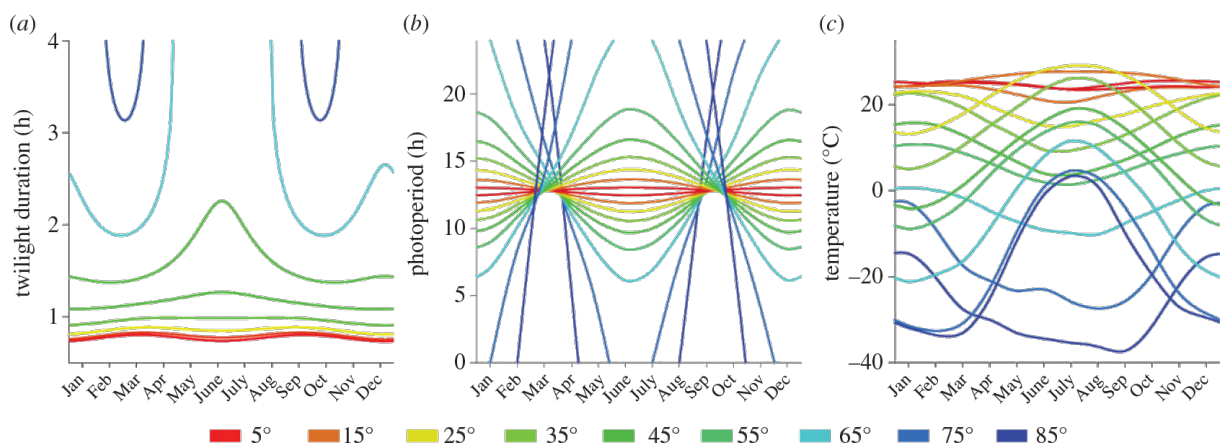 (a)
4
3
2
1
twilight duration (h)
Jan Feb Mar Apr May June July Aug Sep Oct Nov Dec
(b)
20
15
10
5
0
photoperiod (h)
Jan Feb Mar Apr May June July Aug Sep Oct Nov Dec
(c)
20
0
−20
−40
temperature (°C)
Jan Feb Mar Apr May June July Aug Sep Oct Nov Dec
5° 15° 25° 35° 45° 55° 65° 75° 85°